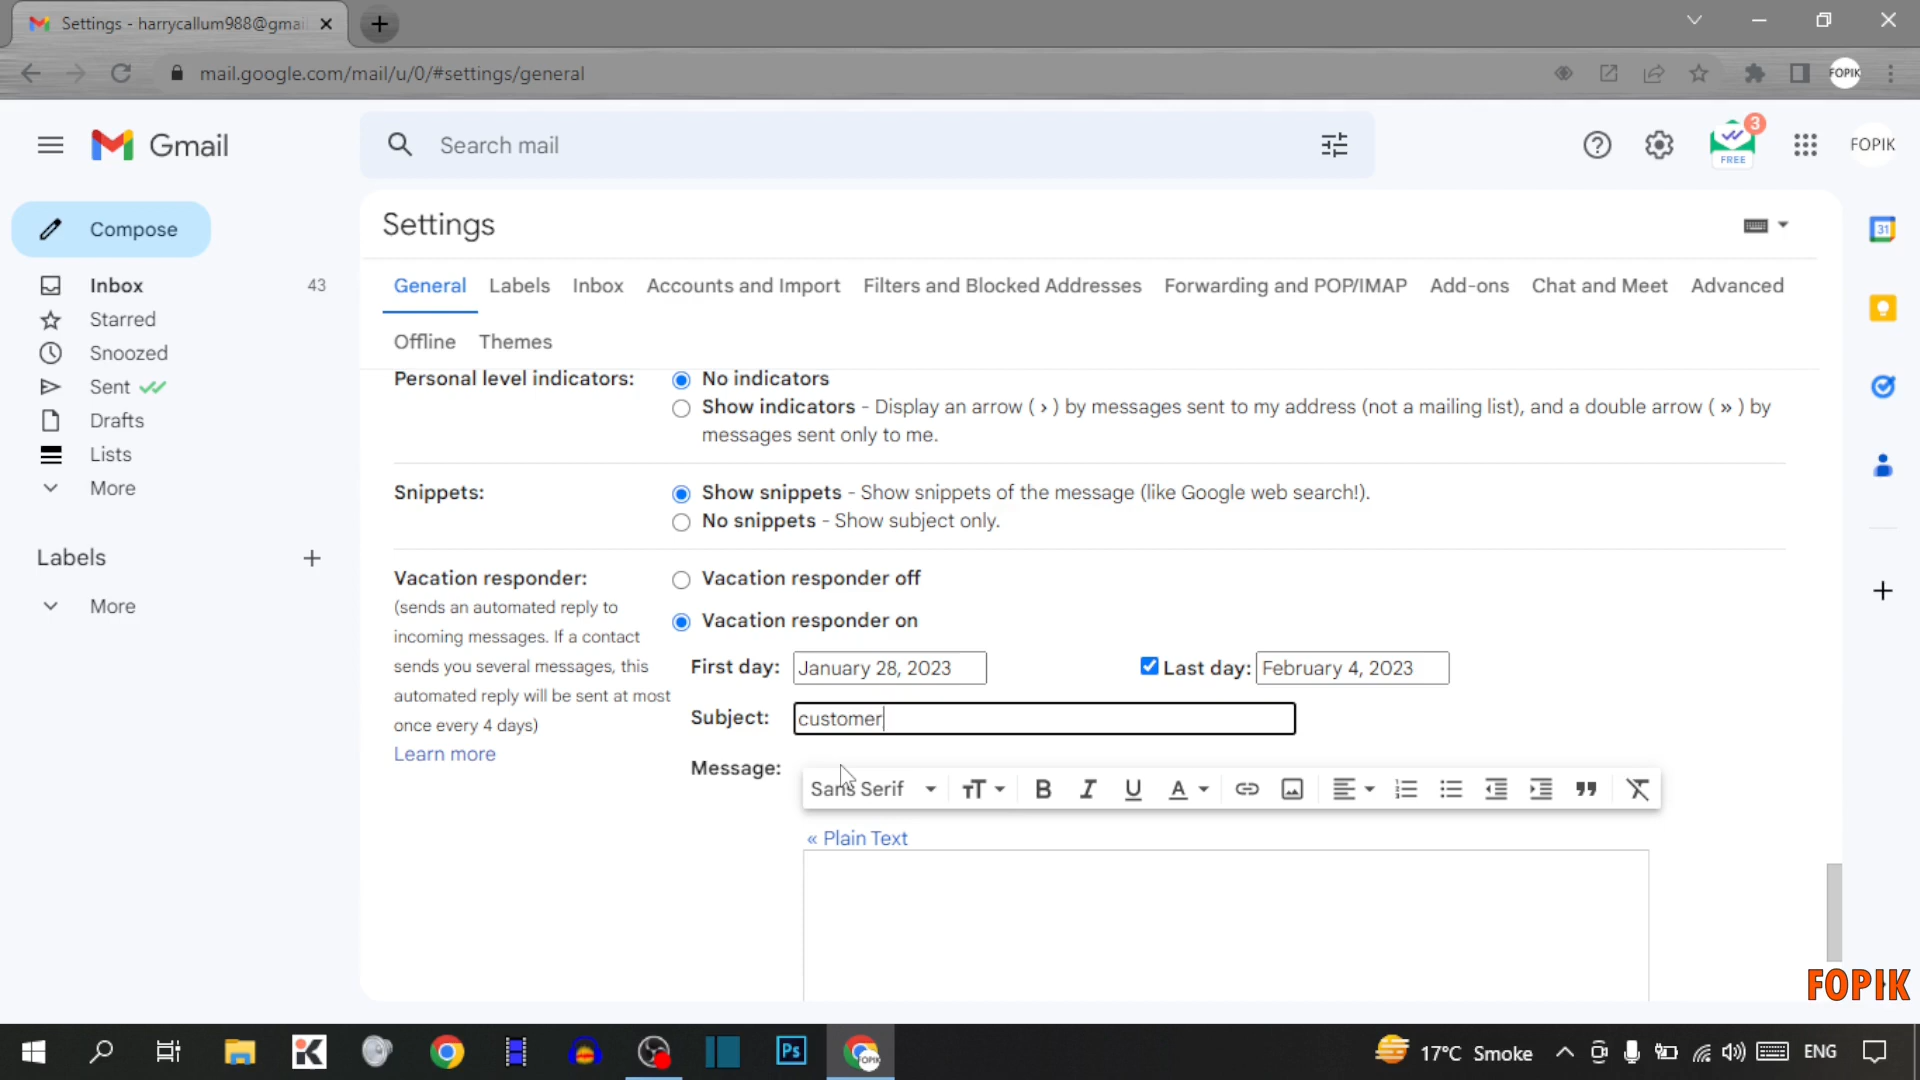 Settings - harrycallum988@gmai
mail.google.com/mail/u/0/#settings/general
FOPIK
Gmail
Search mail
3
FREE
FOPIK
Compose
Inbox 43
Starred
Snoozed
Sent
Drafts
Lists
More
Labels
More
Settings
31
General Labels Inbox Accounts and Import Filters and Blocked Addresses Forwarding and POP/IMAP Add-ons Chat and Meet Advanced
Offline Themes
Personal level indicators:
No indicators
Show indicators - Display an arrow ( › ) by messages sent to my address (not a mailing list), and a double arrow ( » ) by
messages sent only to me.
Snippets:
Show snippets - Show snippets of the message (like Google web search!).
No snippets - Show subject only.
Vacation responder:
(sends an automated reply to
incoming messages. If a contact
sends you several messages, this
automated reply will be sent at most
once every 4 days)
Learn more
Vacation responder off
Vacation responder on
First day: January 28, 2023 Last day: February 4, 2023
Subject: customer
Message:
Sans Serif
« Plain Text
FOPIK
Ps
OPIK
17°C Smoke
ENG